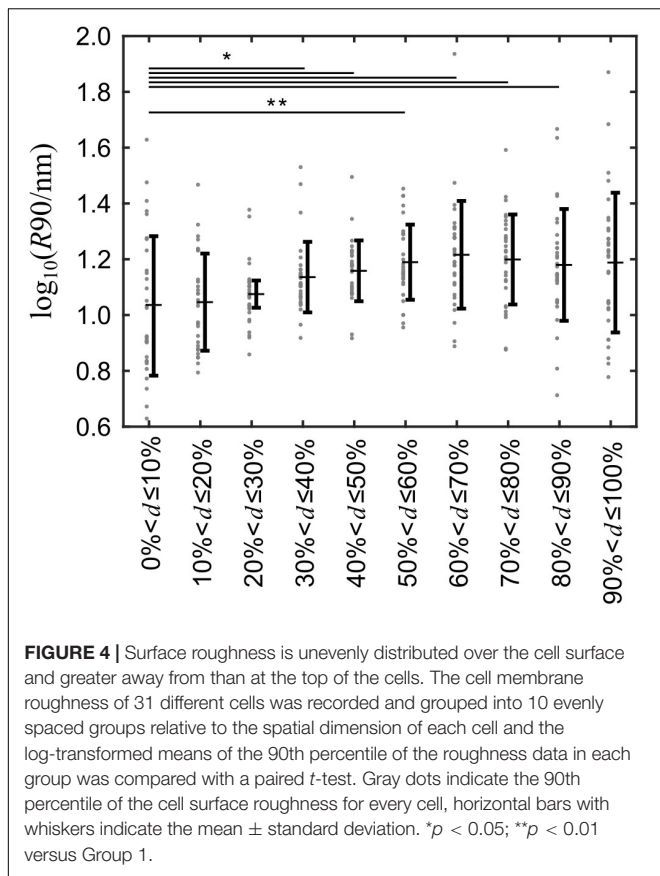 2.0
1.8
1.6
1.4
1.2
1.0
0.8
0.6
log₁₀(R90/nm)
*
**
0%<d≤10%
10%<d≤20%
20%<d≤30%
30%<d≤40%
40%<d≤50%
50%<d≤60%
60%<d≤70%
70%<d≤80%
80%<d≤90%
90%<d≤100%
FIGURE 4 | Surface roughness is unevenly distributed over the cell surface
and greater away from than at the top of the cells. The cell membrane
roughness of 31 different cells was recorded and grouped into 10 evenly
spaced groups relative to the spatial dimension of each cell and the
log-transformed means of the 90th percentile of the roughness data in each
group was compared with a paired t-test. Gray dots indicate the 90th
percentile of the cell surface roughness for every cell, horizontal bars with
whiskers indicate the mean ± standard deviation. *p < 0.05; **p < 0.01
versus Group 1.